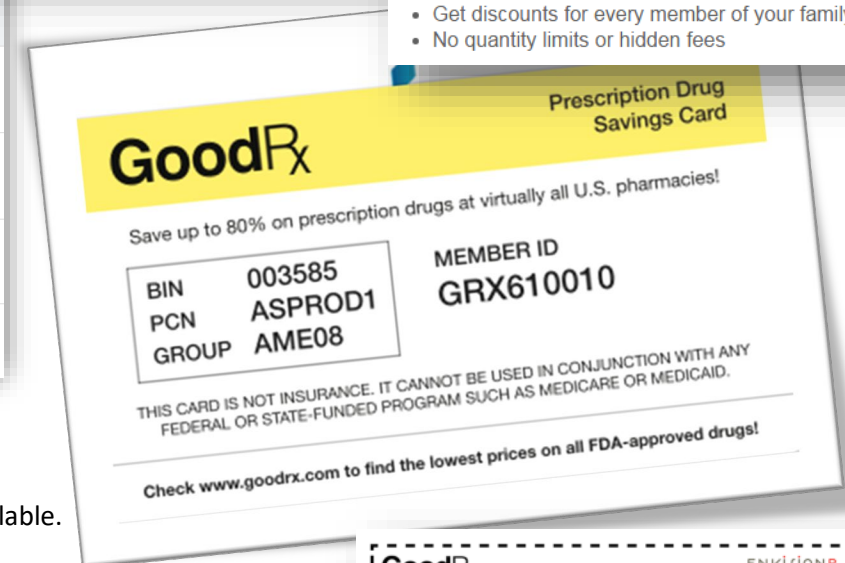 Get discounts for every member of your family
No quantity limits or hidden fees
Prescription Drug
Savings Card
GoodRx
Save up to 80% on prescription drugs at virtually all U.S. pharmacies!
BIN 003585
PCN ASPROD1
GROUP AME08
MEMBER ID
GRX610010
THIS CARD IS NOT INSURANCE. IT CANNOT BE USED IN CONJUNCTION WITH ANY
FEDERAL OR STATE-FUNDED PROGRAM SUCH AS MEDICARE OR MEDICAID.
Check www.goodrx.com to find the lowest prices on all FDA-approved drugs!